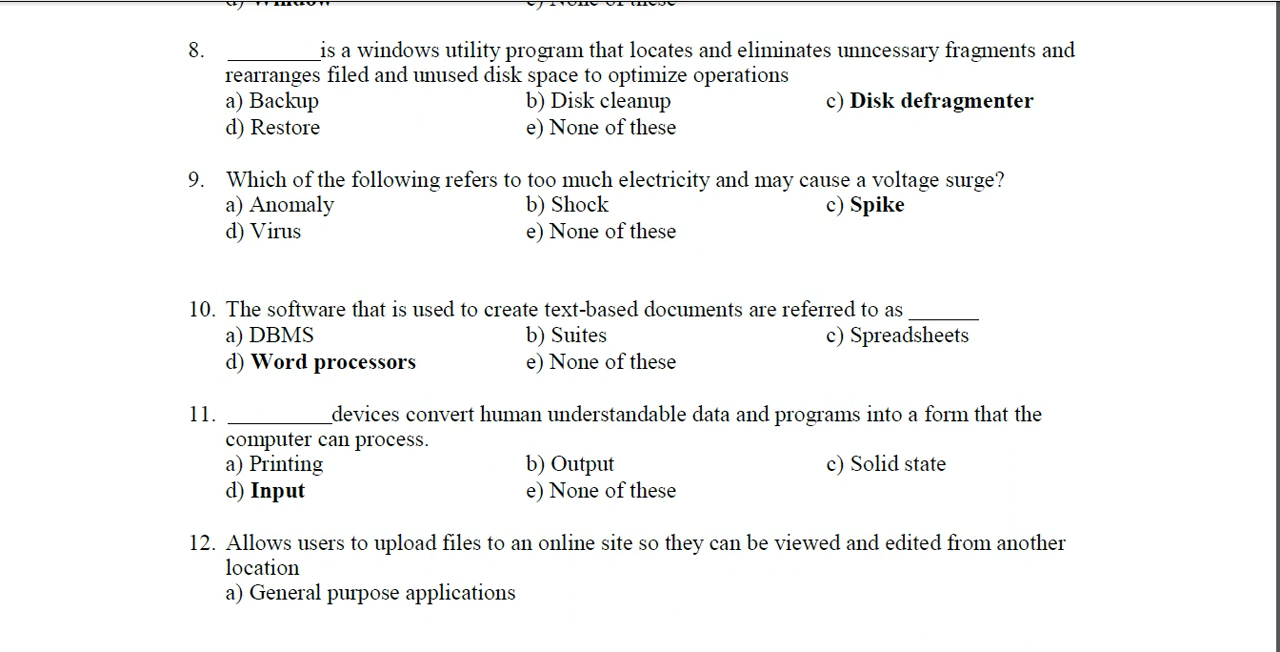 8. ________is a windows utility program that locates and eliminates unncessary fragments and
rearranges filed and unused disk space to optimize operations
a) Backup b) Disk cleanup c) Disk defragmenter
d) Restore e) None of these
9. Which of the following refers to too much electricity and may cause a voltage surge?
a) Anomaly b) Shock c) Spike
d) Virus e) None of these
10. The software that is used to create text-based documents are referred to as ______
a) DBMS b) Suites c) Spreadsheets
d) Word processors e) None of these
11. _________devices convert human understandable data and programs into a form that the
computer can process.
a) Printing b) Output c) Solid state
d) Input e) None of these
12. Allows users to upload files to an online site so they can be viewed and edited from another
location
a) General purpose applications